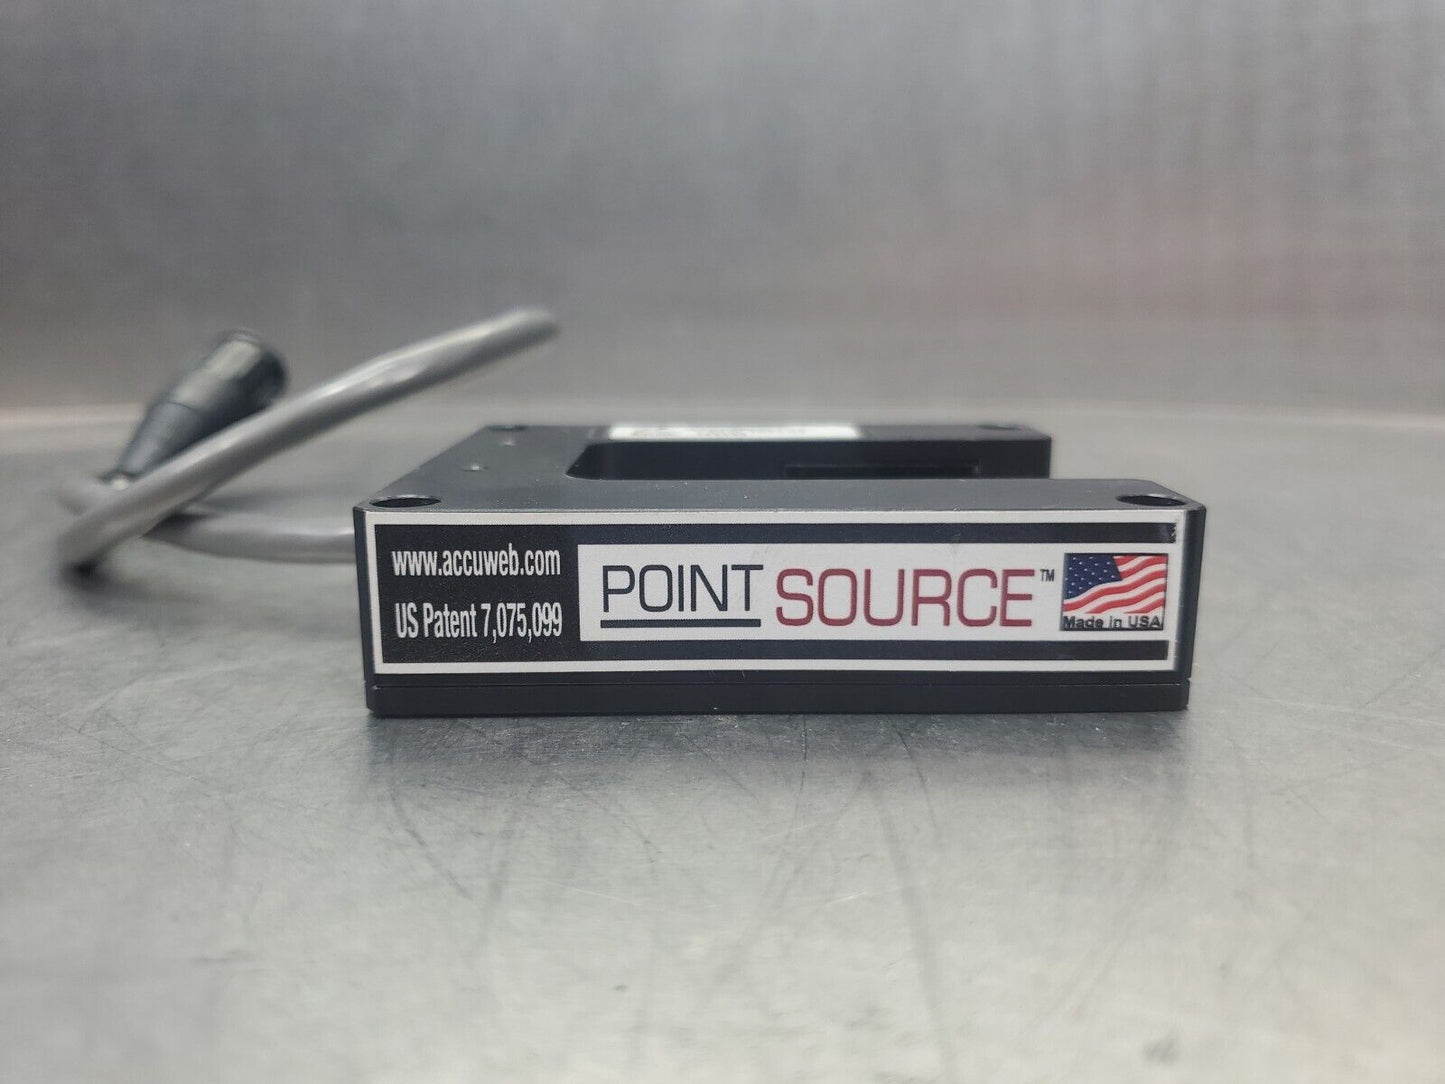 www.accuweb.com
US Patent 7,075,099
POINT SOURCE™
Made in USA